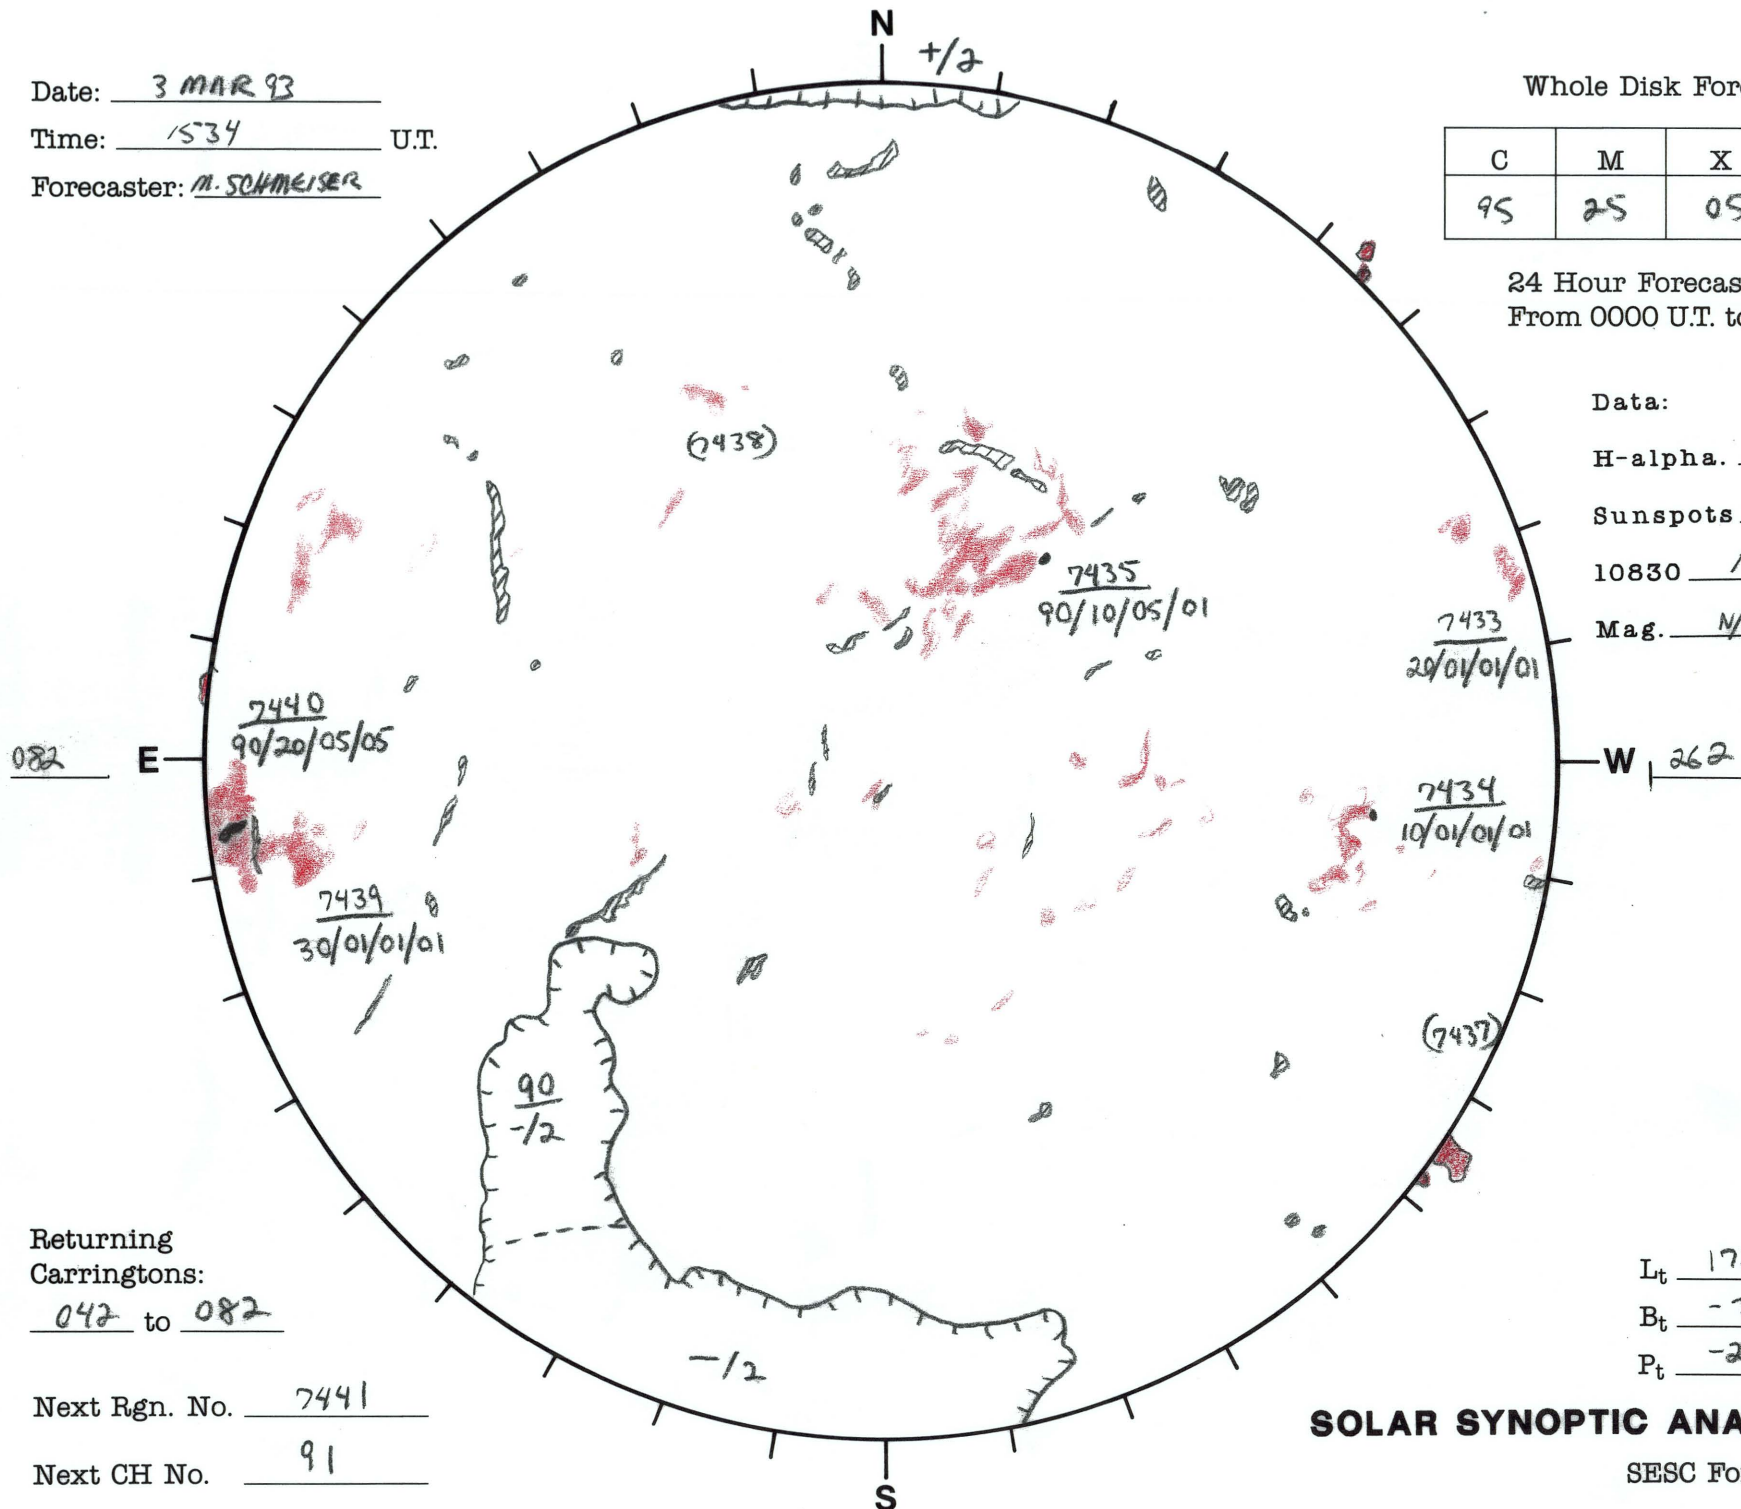 N
+/2
Date: 3 MAR 93
Time: 1534 U.T.
Forecaster: M. SCHMEISER
Whole Disk Fore
C M X
95 25 05
24 Hour Forecas
From 0000 U.T. to
Data:
H-alpha.
Sunspots
10830
Mag. N/
(7438)
7435
90/10/05/01
7433
20/01/01/01
7440
90/20/05/05
082 E
W 262
7434
10/01/01/01
7439
30/01/01/01
(7437)
90
-/2
Returning
Carringtons:
042 to 082
-/2
Next Rgn. No. 7441
Next CH No. 91
Lt 17
Bt -7
Pt -2
SOLAR SYNOPTIC ANA
SESC Fo
S